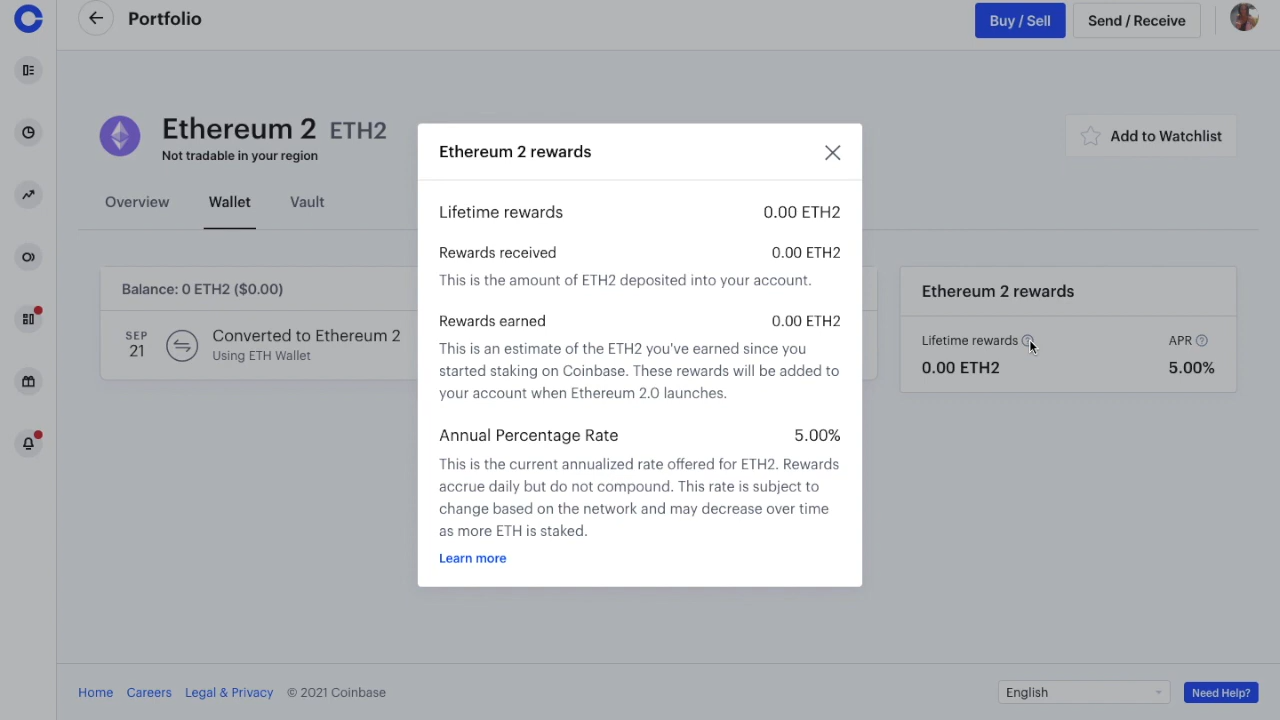 Portfolio
Buy / Sell
Send / Receive
Ethereum 2 ETH2
Not tradable in your region
Add to Watchlist
Overview
Wallet
Vault
Balance: 0 ETH2 ($0.00)
SEP
21
Converted to Ethereum 2
Using ETH Wallet
Ethereum 2 rewards
Lifetime rewards 0.00 ETH2
Rewards received 0.00 ETH2
This is the amount of ETH2 deposited into your account.
Rewards earned 0.00 ETH2
This is an estimate of the ETH2 you've earned since you
started staking on Coinbase. These rewards will be added to
your account when Ethereum 2.0 launches.
Annual Percentage Rate 5.00%
This is the current annualized rate offered for ETH2. Rewards
accrue daily but do not compound. This rate is subject to
change based on the network and may decrease over time
as more ETH is staked.
Learn more
Ethereum 2 rewards
Lifetime rewards APR
0.00 ETH2 5.00%
Home
Careers
Legal & Privacy
© 2021 Coinbase
English
Need Help?